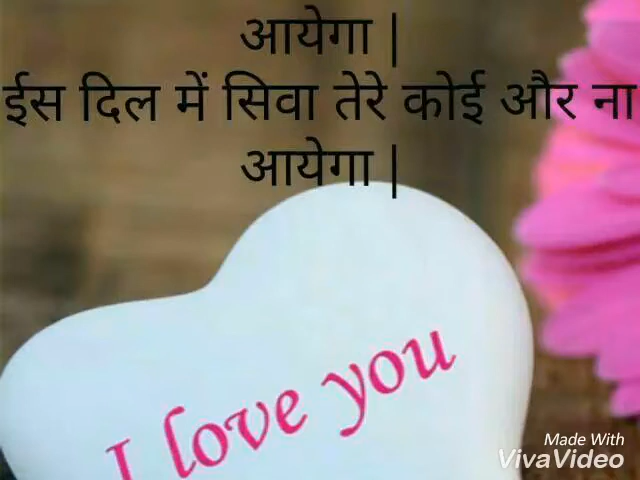 आयेगा |
ईस दिल में सिवा तेरे कोई और ना
आयेगा |
I love you
Made With
VivaVideo